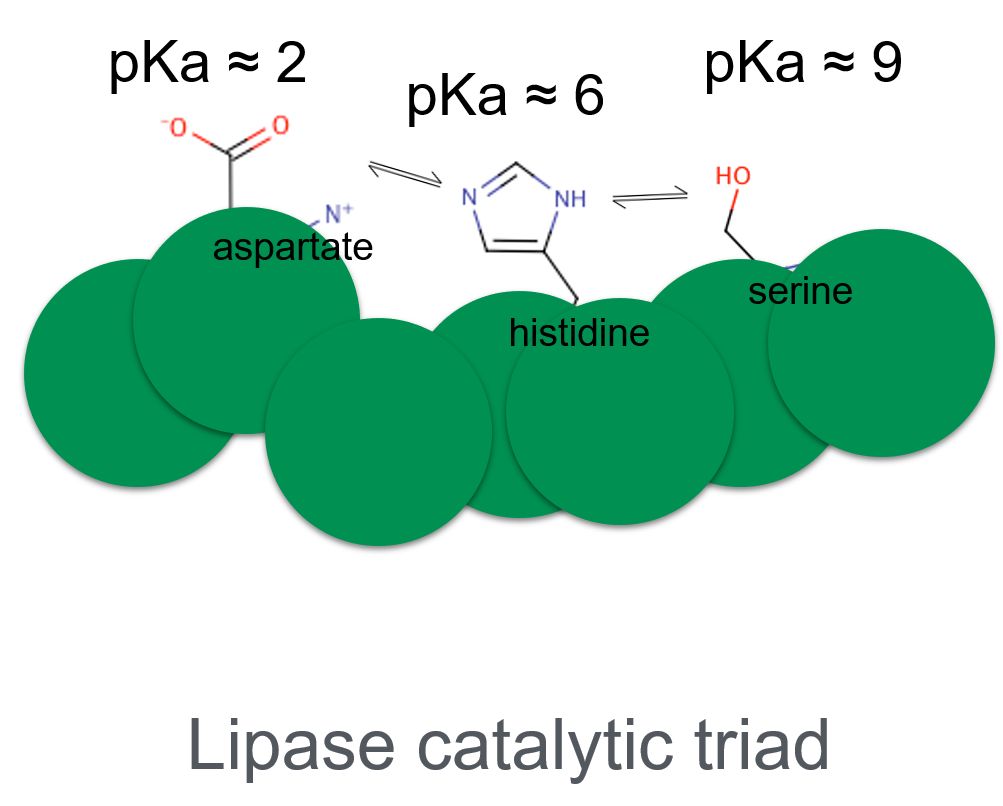 pKa ≈ 2
pKa ≈ 6
pKa ≈ 9
⁻O
O
N⁺
N
NH
HO
aspartate
histidine
serine
Lipase catalytic triad